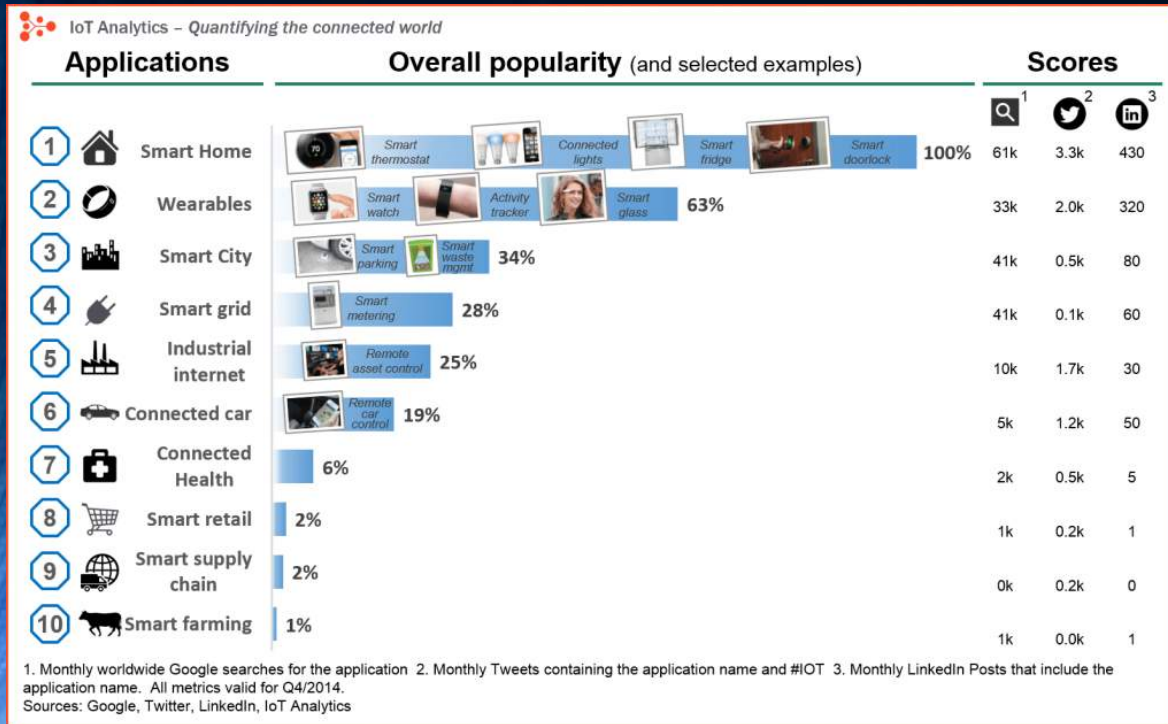 IoT Analytics – Quantifying the connected world
Applications
Overall popularity (and selected examples)
Scores
1 2 3
1 Smart Home
Smart thermostat
Connected lights
Smart fridge
Smart doorlock
100% 61k 3.3k 430
2 Wearables
Smart watch
Activity tracker
Smart glass
63% 33k 2.0k 320
3 Smart City
Smart parking
Smart waste mgmt
34% 41k 0.5k 80
4 Smart grid
Smart metering
28% 41k 0.1k 60
5 Industrial internet
Remote asset control
25% 10k 1.7k 30
6 Connected car
Remote car control
19% 5k 1.2k 50
7 Connected Health
6% 2k 0.5k 5
8 Smart retail
2% 1k 0.2k 1
9 Smart supply chain
2% 0k 0.2k 0
10 Smart farming
1% 1k 0.0k 1
1. Monthly worldwide Google searches for the application 2. Monthly Tweets containing the application name and #IOT 3. Monthly LinkedIn Posts that include the
application name. All metrics valid for Q4/2014.
Sources: Google, Twitter, LinkedIn, IoT Analytics